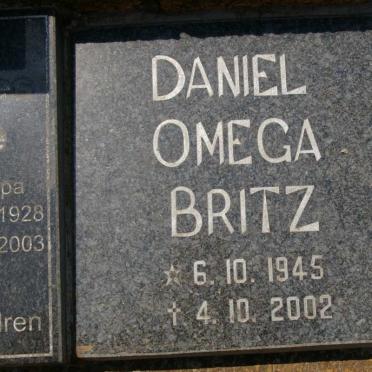 pa
1928
2003
dren
DANIEL
OMEGA
BRITZ
☆ 6.10.1945
✝ 4.10.2002